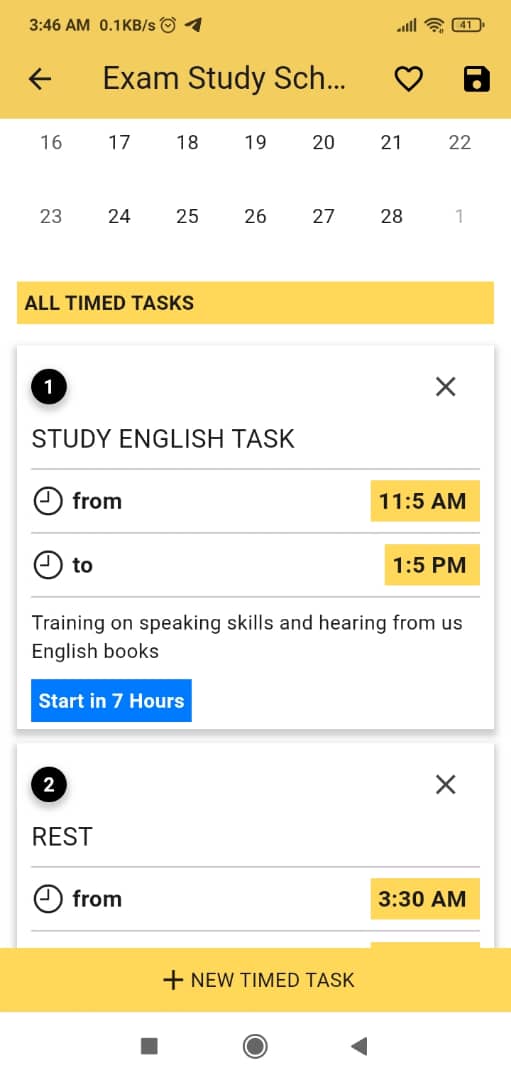 3:46 AM 0.1KB/s 41
Exam Study Sch...
16 17 18 19 20 21 22
23 24 25 26 27 28 1
ALL TIMED TASKS
1
STUDY ENGLISH TASK
from 11:5 AM
to 1:5 PM
Training on speaking skills and hearing from us
English books
Start in 7 Hours
2
REST
from 3:30 AM
+ NEW TIMED TASK